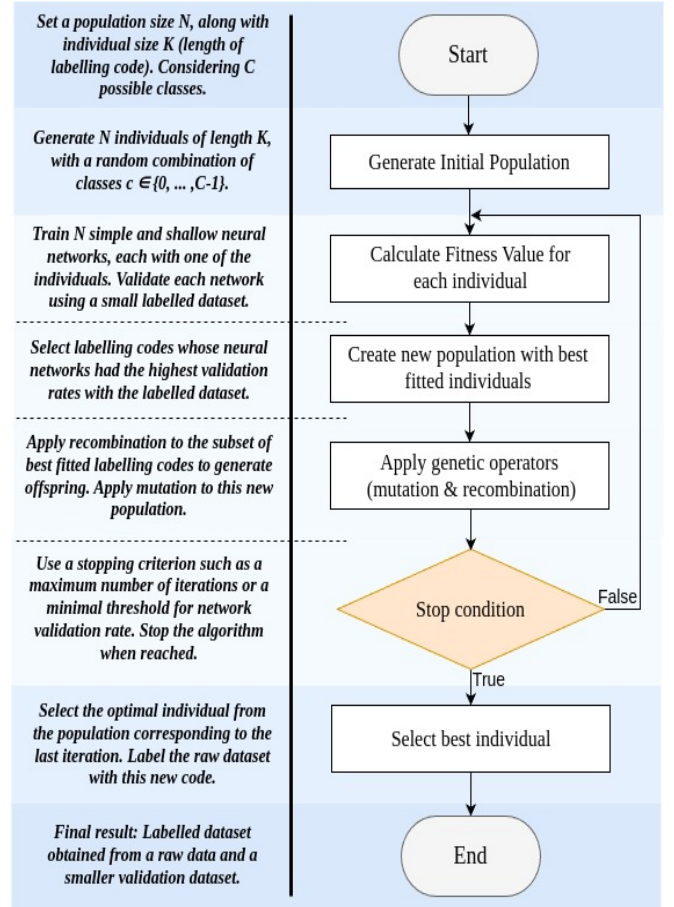 Set a population size N, along with
individual size K (length of
labelling code). Considering C
possible classes.
Start
Generate N individuals of length K,
with a random combination of
classes c ∈ {0, ... ,C-1}.
Generate Initial Population
Train N simple and shallow neural
networks, each with one of the
individuals. Validate each network
using a small labelled dataset.
Calculate Fitness Value for
each individual
Select labelling codes whose neural
networks had the highest validation
rates with the labelled dataset.
Create new population with best
fitted individuals
Apply recombination to the subset of
best fitted labelling codes to generate
offspring. Apply mutation to this new
population.
Apply genetic operators
(mutation & recombination)
Use a stopping criterion such as a
maximum number of iterations or a
minimal threshold for network
validation rate. Stop the algorithm
when reached.
Stop condition
False
True
Select the optimal individual from
the population corresponding to the
last iteration. Label the raw dataset
with this new code.
Select best individual
Final result: Labelled dataset
obtained from a raw data and a
smaller validation dataset.
End